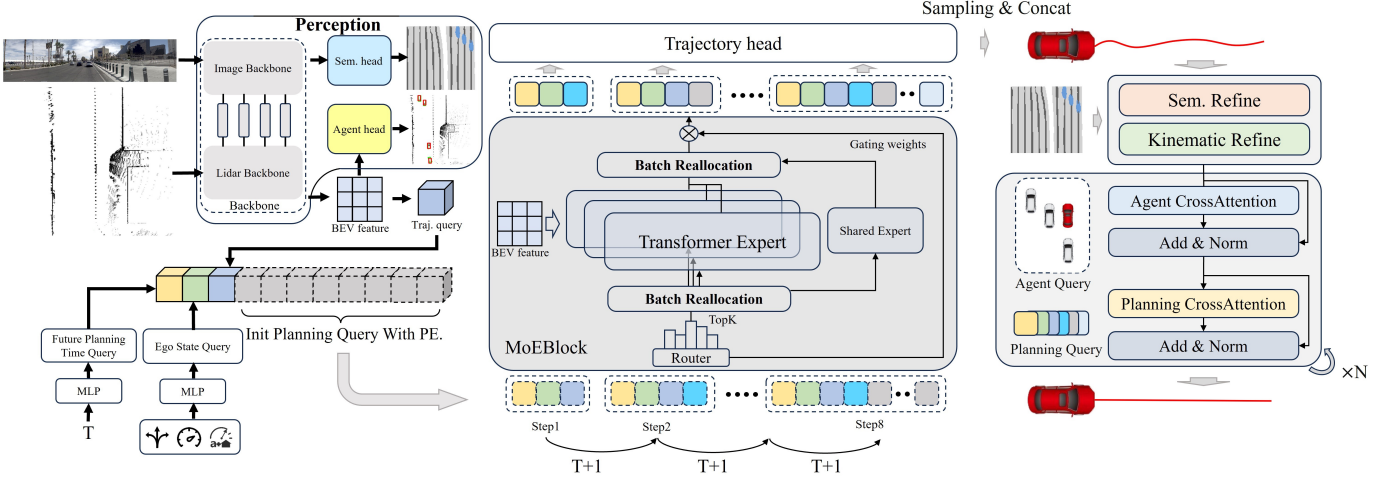 Perception
Image Backbone
Lidar Backbone
Backbone
Sem. head
Agent head
BEV feature
Traj. query
Init Planning Query With PE.
Future Planning
Time Query
Ego State Query
MLP
MLP
T
a+
Trajectory head
Gating weights
Batch Reallocation
BEV feature
Transformer Expert
Shared Expert
Batch Reallocation
TopK
Router
MoEBlock
Step1
Step2
Step8
T+1
T+1
T+1
Sampling & Concat
Sem. Refine
Kinematic Refine
Agent CrossAttention
Add & Norm
Agent Query
Planning CrossAttention
Planning Query
Add & Norm
×N